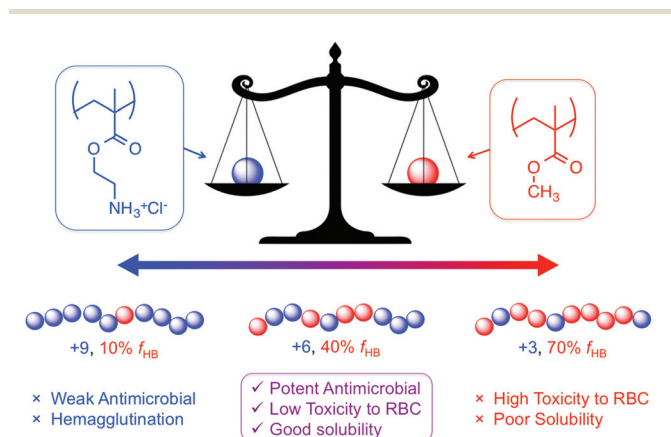 O
O
NH₃⁺Cl⁻
O
O
CH₃
+9, 10% fHB
+6, 40% fHB
+3, 70% fHB
× Weak Antimicrobial
× Hemagglutination
✓ Potent Antimicrobial
✓ Low Toxicity to RBC
✓ Good solubility
× High Toxicity to RBC
× Poor Solubility